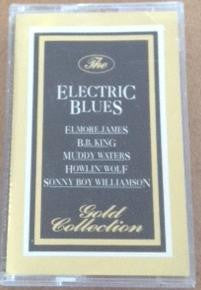 The
ELECTRIC
BLUES
ELMORE JAMES
B.B. KING
MUDDY WATERS
HOWLIN' WOLF
SONNY BOY WILLIAMSON
Gold
Collection